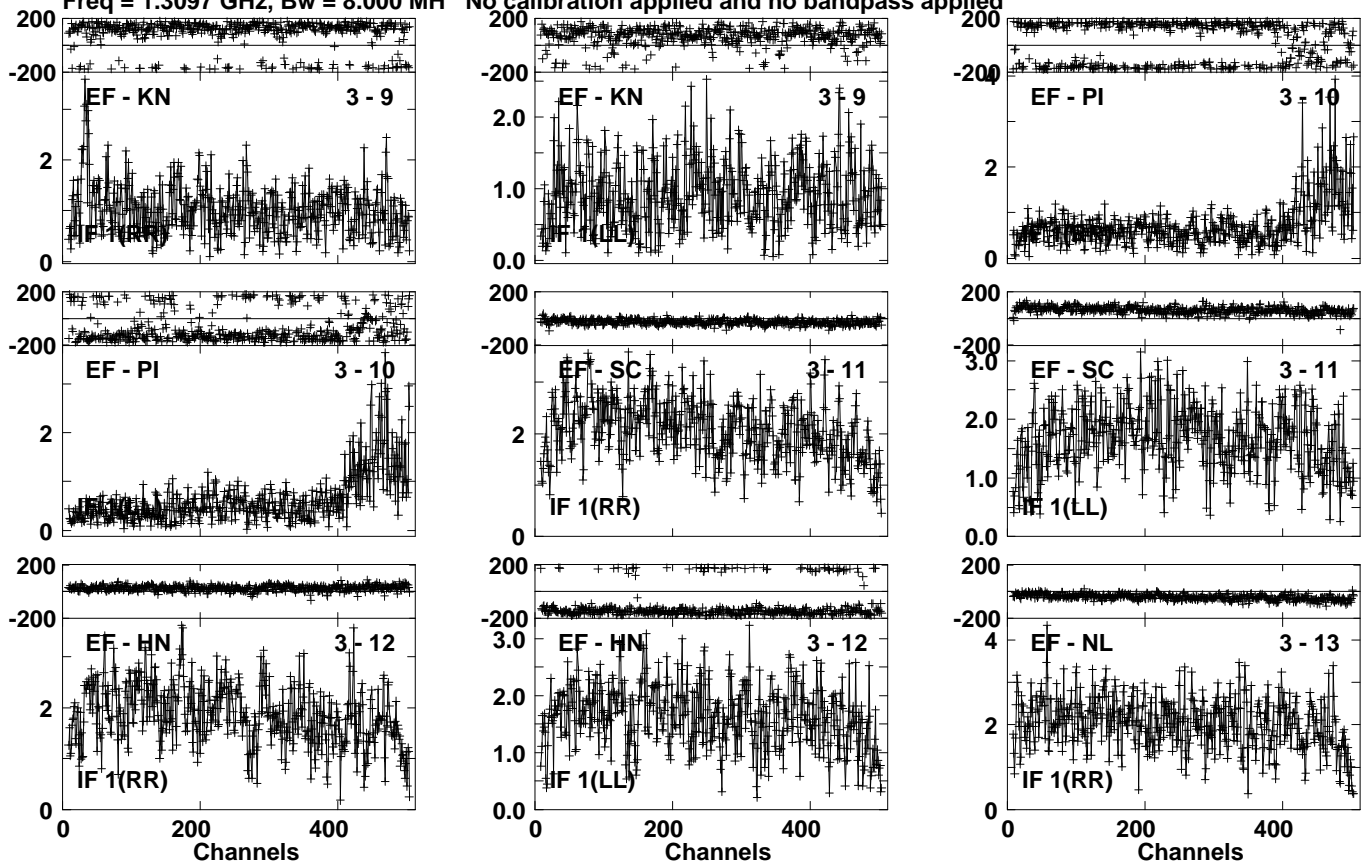 Freq = 1.3097 GHz, Bw = 8.000 MH No calibration applied and no bandpass applied
200
-200
EF - KN 3 - 9
2
IF 1(RR)
0
200
-200
EF - KN 3 - 9
2.0
1.0
IF 1(LL)
0.0
200
-200
4
EF - PI 3 - 10
2
0
200
-200
EF - PI 3 - 10
2
0
200
-200
EF - SC 3 - 11
2
IF 1(RR)
0
200
-200
3.0
EF - SC 3 - 11
2.0
1.0
IF 1(LL)
0.0
200
-200
EF - HN 3 - 12
2
IF 1(RR)
0
0 200 400
Channels
200
-200
3.0
EF - HN 3 - 12
2.0
1.0
IF 1(LL)
0.0
0 200 400
Channels
200
-200
4
EF - NL 3 - 13
2
IF 1(RR)
0
0 200 400
Channels